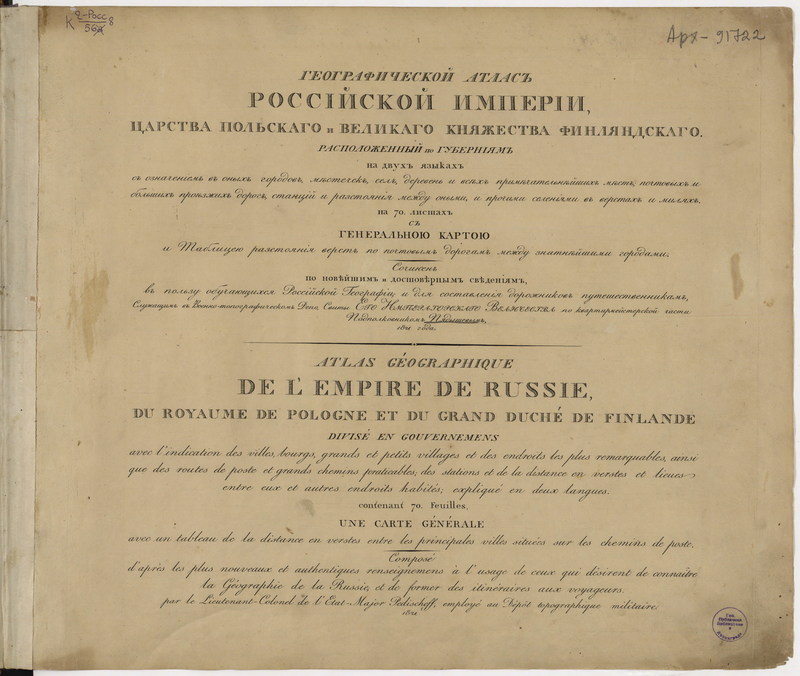 К 2-Росс 8
56
Арх-91722
ГЕОГРАФИЧЕСКОЙ АТЛАСЪ
РОССІЙСКОЙ ИМПЕРІИ,
ЦАРСТВА ПОЛЬСКАГО и ВЕЛИКАГО КНЯЖЕСТВА ФИНЛЯНДСКАГО.
РАСПОЛОЖЕННЫЙ по ГУБЕРНІЯМЪ
на двухъ языкахъ
съ означеніемъ въ оныхъ городовъ, мѣстечекъ, селъ, деревень и всѣхъ примѣчательнѣйшихъ мѣстъ, почтовыхъ и
большихъ проѣзжихъ дорогъ, станцій и разстоянія между оными, и прочими селеніями въ верстахъ и миляхъ,
на 70. листахъ
съ
ГЕНЕРАЛЬНОЮ КАРТОЮ
и Таблицею разстоянія верстъ по почтовымъ дорогамъ между знатнѣйшими городами,
Сочиненъ
по новѣйшимъ и достовѣрнымъ свѣденіямъ,
въ пользу обучающихся Россійской Географіи и для составленія дорожниковъ путешественникамъ,
Служащимъ въ Военно-топографическомъ Депо, Свиты ЕГО ИМПЕРАТОРСКАГО ВЕЛИЧЕСТВА по квартирмейстерской части
Подполковникомъ Пядышевымъ,
года.
ATLAS GÉOGRAPHIQUE
DE L'EMPIRE DE RUSSIE,
DU ROYAUME DE POLOGNE ET DU GRAND DUCHÉ DE FINLANDE
DIVISÉ EN GOUVERNEMENS
avec l'indication des villes, bourgs, grands et petits villages et des endroits les plus remarquables, ainsi
que des routes de poste et grands chemins praticables; des stations et de la distance en verstes et lieues
entre eux et autres endroits habités; expliqué en deux langues.
contenant 70. Feuilles,
UNE CARTE GÉNÉRALE
avec un tableau de la distance en verstes entre les principales villes situées sur les chemins de poste.
Composé
d'après les plus nouveaux et authentiques renseignemens à l'usage de ceux qui désirent de connaître
la Géographie de la Russie, et de former des itinéraires aux voyageurs.
par le Lieutenant-Colonel de l'Etat-Major Pedischeff, employé au Dépôt topographique militaire.